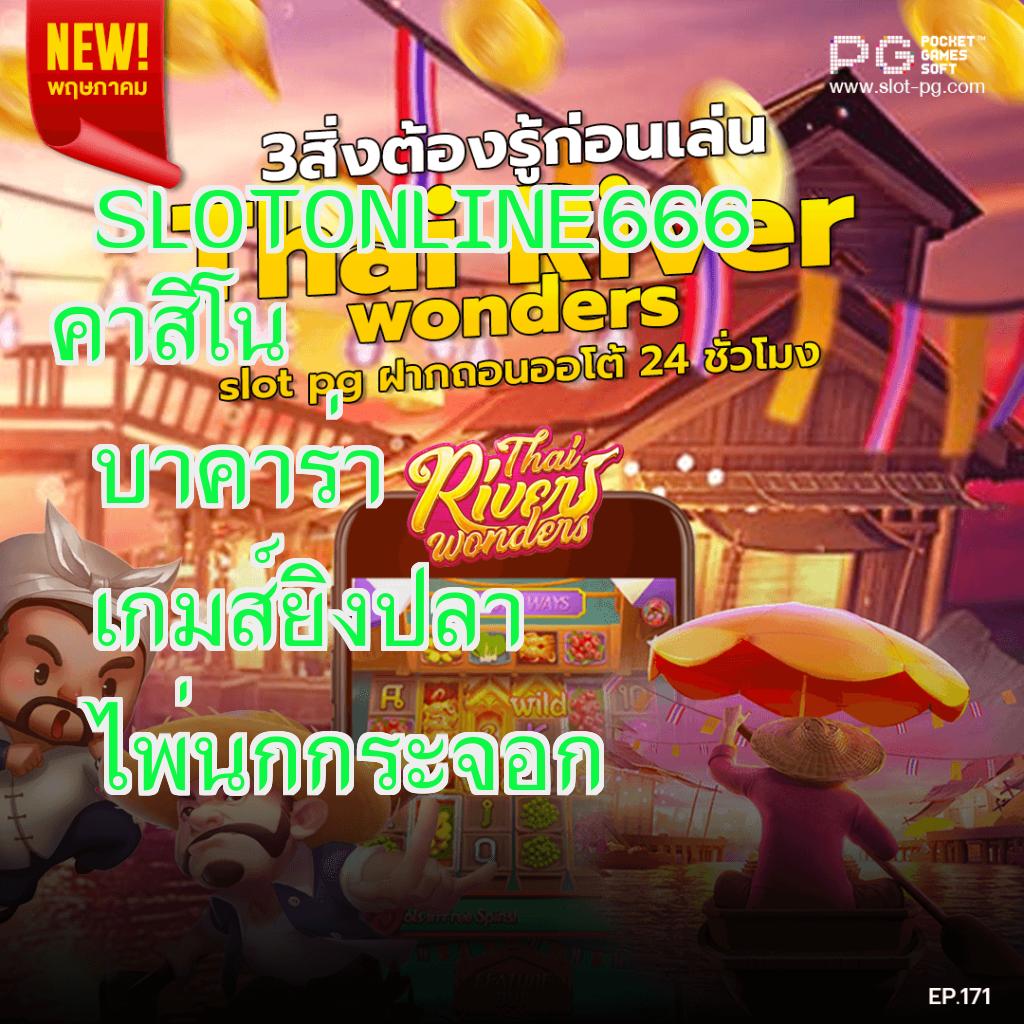 NEW!
พฤษภาคม
PG POCKET GAMES SOFT™
www.slot-pg.com
3สิ่งต้องรู้ก่อนเล่น
Thai River
SLOTONLINE666
wonders
คาสิโน
slot pg ฝากถอนออโต้ 24 ชั่วโมง
บาคาร่า
Thai
River
wonders
เกมส์ยิงปลา
WAYS
wild
ไพ่นกกระจอก
EP.171